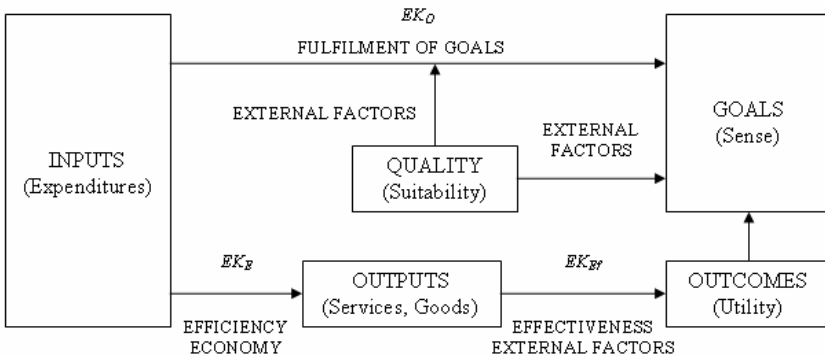 EK_O
FULFILMENT OF GOALS
EXTERNAL FACTORS
GOALS
(Sense)
EXTERNAL
FACTORS
INPUTS
(Expenditures)
QUALITY
(Suitability)
EK_E
OUTPUTS
(Services, Goods)
EK_Ef
OUTCOMES
(Utility)
EFFICIENCY
ECONOMY
EFFECTIVENESS
EXTERNAL FACTORS